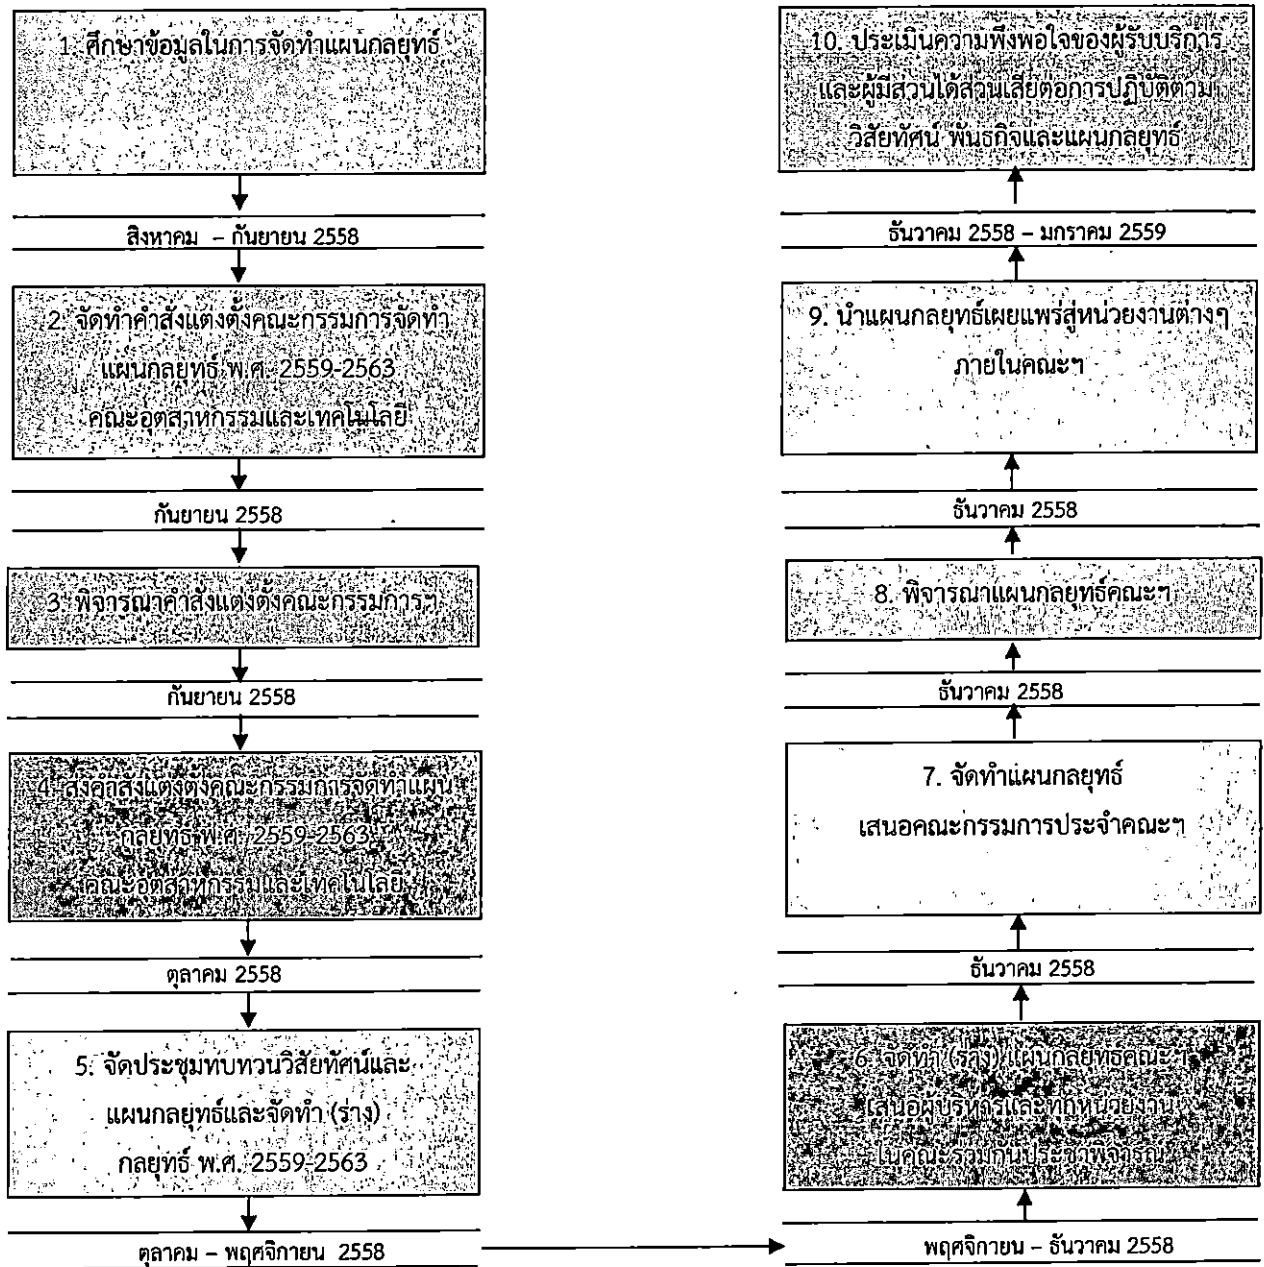 1. ศึกษาข้อมูลในการจัดทำแผนกลยุทธ์
สิงหาคม – กันยายน 2558
2. จัดทำคำสั่งแต่งตั้งคณะกรรมการจัดทำ
แผนกลยุทธ์ พ.ศ. 2559-2563
คณะอุตสาหกรรมและเทคโนโลยี
กันยายน 2558
3. พิจารณาคำสั่งแต่งตั้งคณะกรรมการฯ
กันยายน 2558
4. ส่งคำสั่งแต่งตั้งคณะกรรมการจัดทำแผน
กลยุทธ์ พ.ศ. 2559-2563
คณะอุตสาหกรรมและเทคโนโลยี
ตุลาคม 2558
5. จัดประชุมทบทวนวิสัยทัศน์และ
แผนกลยุทธ์และจัดทำ (ร่าง)
กลยุทธ์ พ.ศ. 2559-2563
ตุลาคม – พฤศจิกายน 2558
พฤศจิกายน – ธันวาคม 2558
6. จัดทำ (ร่าง) แผนกลยุทธ์คณะฯ
เสนอผู้บริหารและทุกหน่วยงาน
ในคณะร่วมกันประชาพิจารณ์
ธันวาคม 2558
7. จัดทำแผนกลยุทธ์
เสนอคณะกรรมการประจำคณะฯ
ธันวาคม 2558
8. พิจารณาแผนกลยุทธ์คณะฯ
ธันวาคม 2558
9. นำแผนกลยุทธ์เผยแพร่สู่หน่วยงานต่างๆ
ภายในคณะฯ
ธันวาคม 2558 – มกราคม 2559
10. ประเมินความพึงพอใจของผู้รับบริการ
และผู้มีส่วนได้ส่วนเสียต่อการปฏิบัติตาม
วิสัยทัศน์ พันธกิจและแผนกลยุทธ์